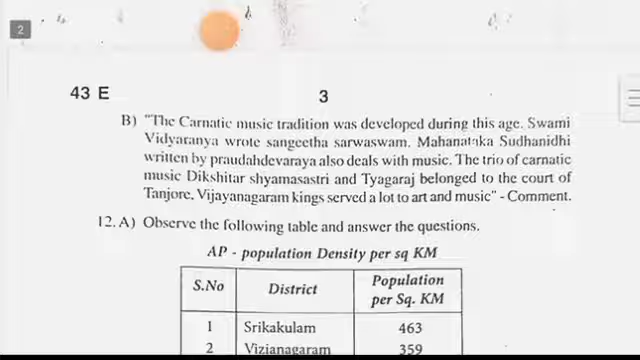 2
43 E
3
B) "The Carnatic music tradition was developed during this age. Swami
Vidyaranya wrote sangeetha sarwaswam. Mahanataka Sudhanidhi
written by praudahdevaraya also deals with music. The trio of carnatic
music Dikshitar shyamasastri and Tyagaraj belonged to the court of
Tanjore, Vijayanagaram kings served a lot to art and music" - Comment.
12. A) Observe the following table and answer the questions.
AP - population Density per sq KM
S.No District Population per Sq. KM
1 Srikakulam 463
2 Vizianagaram 359